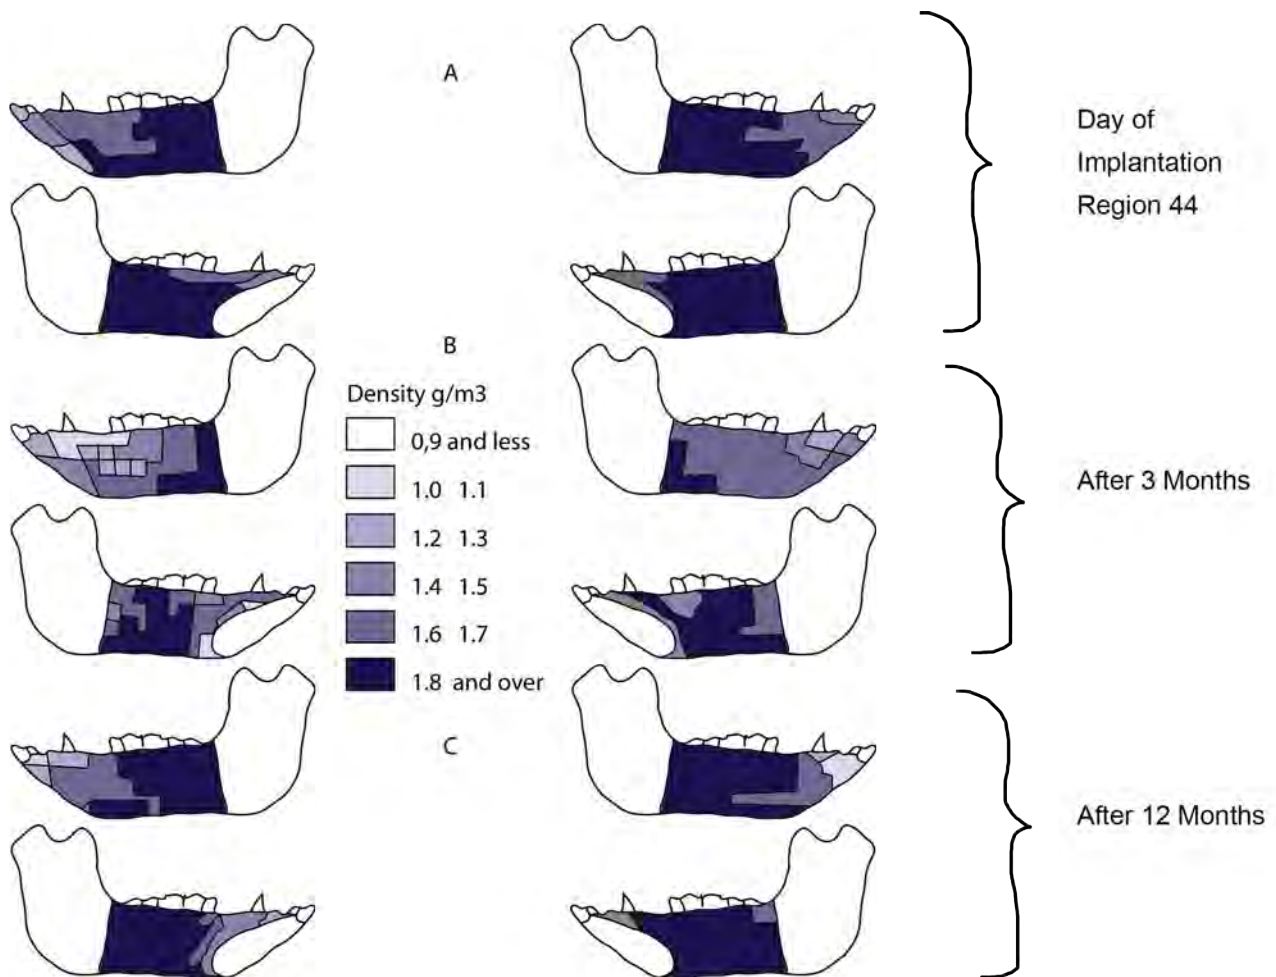 A
Day of
Implantation
Region 44
B
Density g/m3
0,9 and less
1.0 1.1
1.2 1.3
1.4 1.5
1.6 1.7
1.8 and over
After 3 Months
C
After 12 Months